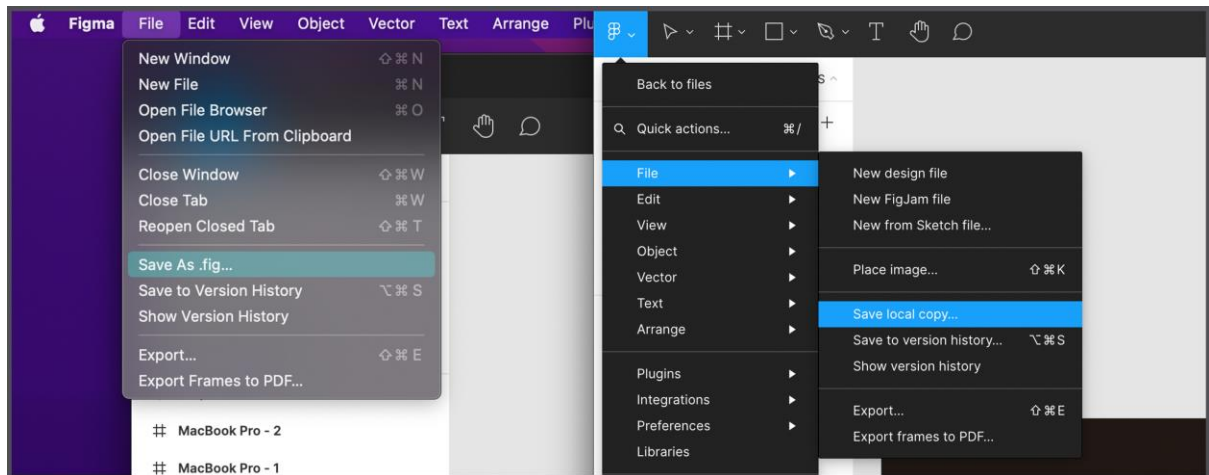 Figma File Edit View Object Vector Text Arrange Plu
New Window ⇧⌘N
New File ⌘N
Open File Browser ⌘O
Open File URL From Clipboard
Close Window ⇧⌘W
Close Tab ⌘W
Reopen Closed Tab ⇧⌘T
Save As .fig...
Save to Version History ⌥⌘S
Show Version History
Export... ⇧⌘E
Export Frames to PDF...
# MacBook Pro - 2
# MacBook Pro - 1
T
Back to files
Quick actions... ⌘/
File
Edit
View
Object
Vector
Text
Arrange
Plugins
Integrations
Preferences
Libraries
New design file
New FigJam file
New from Sketch file...
Place image... ⇧⌘K
Save local copy...
Save to version history... ⌥⌘S
Show version history
Export... ⇧⌘E
Export frames to PDF...